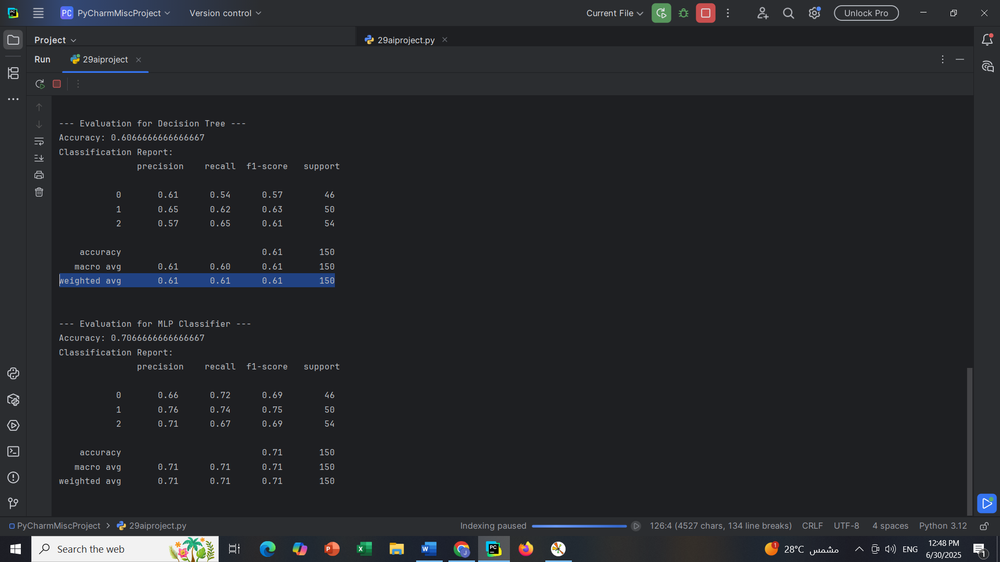 PC PyCharmMiscProject Version control Current File Unlock Pro
Project 29aiproject.py
Run 29aiproject
--- Evaluation for Decision Tree ---
Accuracy: 0.6066666666666667
Classification Report:
precision recall f1-score support
0 0.61 0.54 0.57 46
1 0.65 0.62 0.63 50
2 0.57 0.65 0.61 54
accuracy 0.61 150
macro avg 0.61 0.60 0.61 150
weighted avg 0.61 0.61 0.61 150
--- Evaluation for MLP Classifier ---
Accuracy: 0.7066666666666667
Classification Report:
precision recall f1-score support
0 0.66 0.72 0.69 46
1 0.76 0.74 0.75 50
2 0.71 0.67 0.69 54
accuracy 0.71 150
macro avg 0.71 0.71 0.71 150
weighted avg 0.71 0.71 0.71 150
PyCharmMiscProject > 29aiproject.py Indexing paused 126:4 (4527 chars, 134 line breaks) CRLF UTF-8 4 spaces Python 3.12
Search the web 1 28°C مشمس ENG 12:48 PM
6/30/2025 1